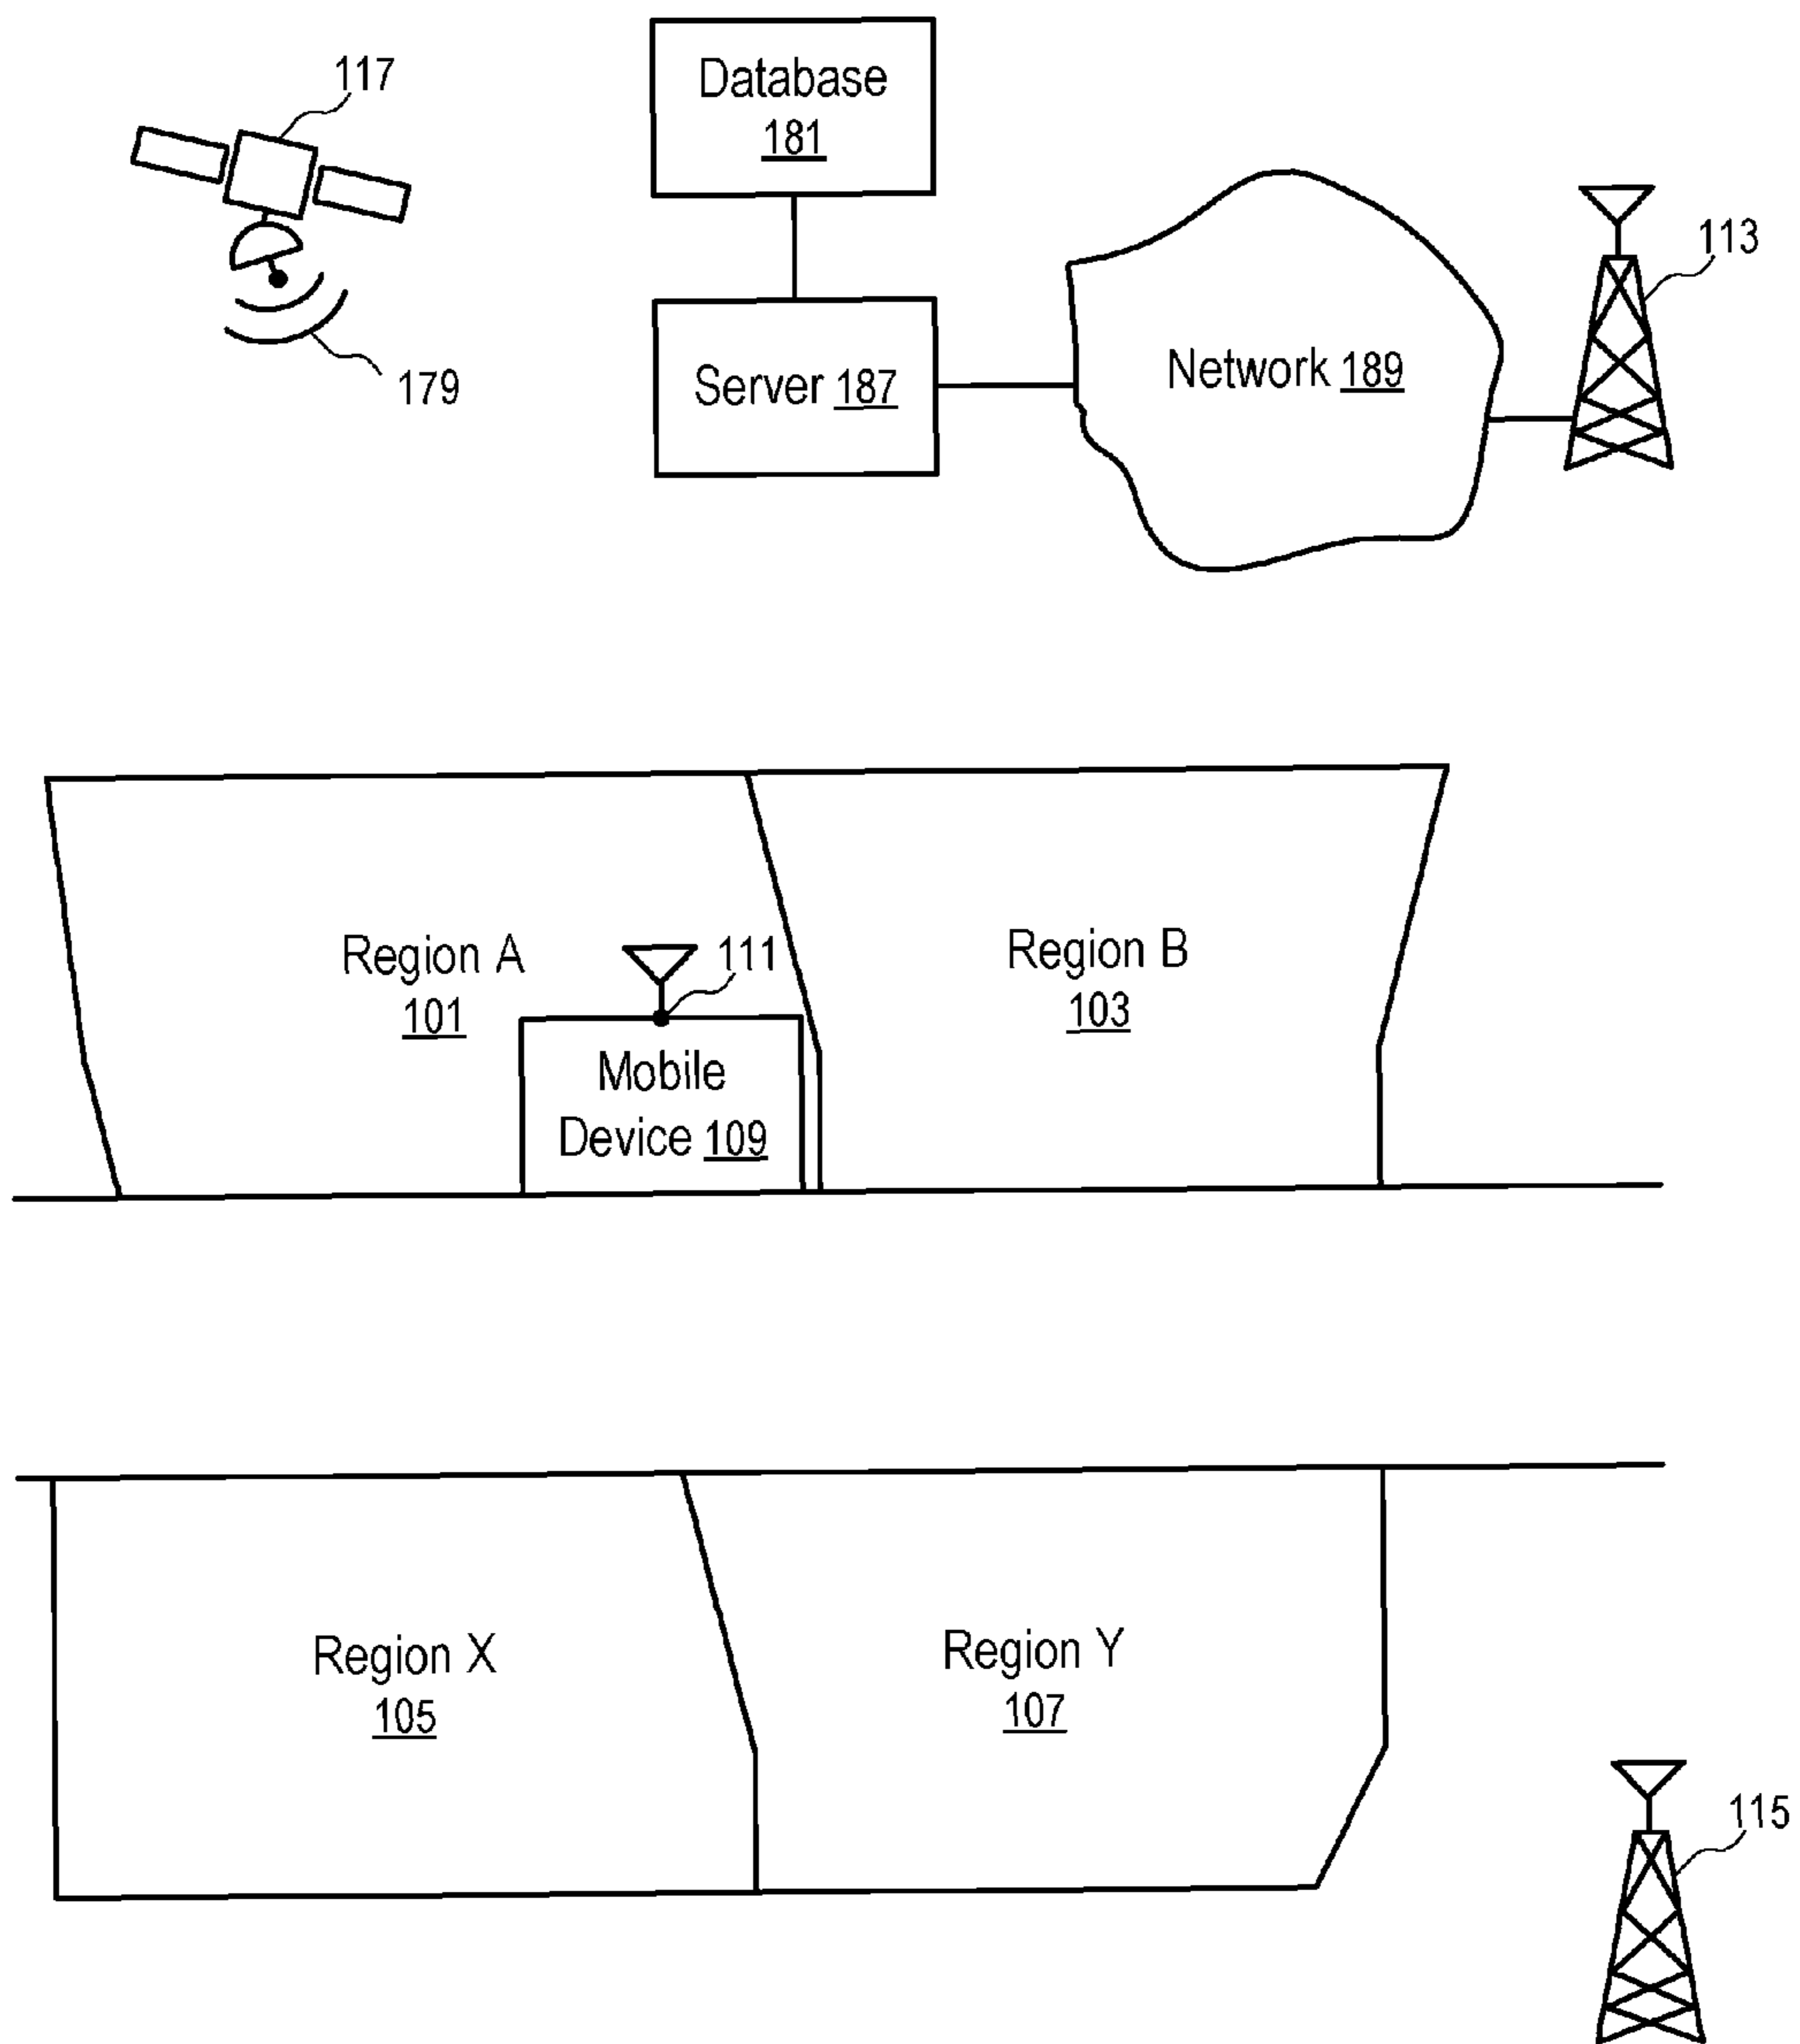 117
Database
181
113
179
Server 187
Network 189
Region A
101
111
Region B
103
Mobile
Device 109
Region X
105
Region Y
107
115